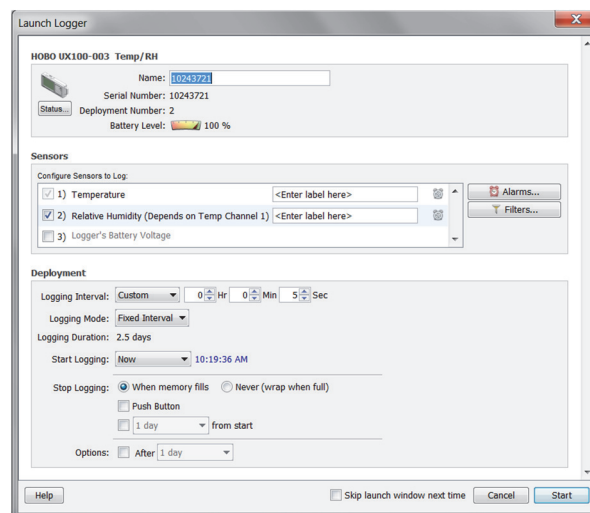 Launch Logger
HOBO UX100-003 Temp/RH
Name: 10243721
Serial Number: 10243721
Status... Deployment Number: 2
Battery Level: 100 %
Sensors
Configure Sensors to Log:
1) Temperature <Enter label here>
Alarms...
2) Relative Humidity (Depends on Temp Channel 1) <Enter label here>
Filters...
3) Logger's Battery Voltage
Deployment
Logging Interval: Custom 0 Hr 0 Min 5 Sec
Logging Mode: Fixed Interval
Logging Duration: 2.5 days
Start Logging: Now 10:19:36 AM
Stop Logging: When memory fills Never (wrap when full)
Push Button
1 day from start
Options: After 1 day
Help Skip launch window next time Cancel Start